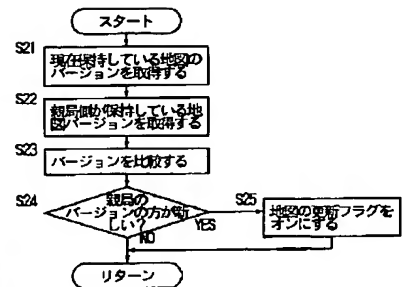 スタート
S21
現在保持している地図の
バージョンを取得する
S22
親局側が保持している地
図バージョンを取得する
S23
バージョンを比較する
S24
親局の
バージョンの方が新
しい?
YES
NO
S25
地図の更新フラグを
オンにする
リターン